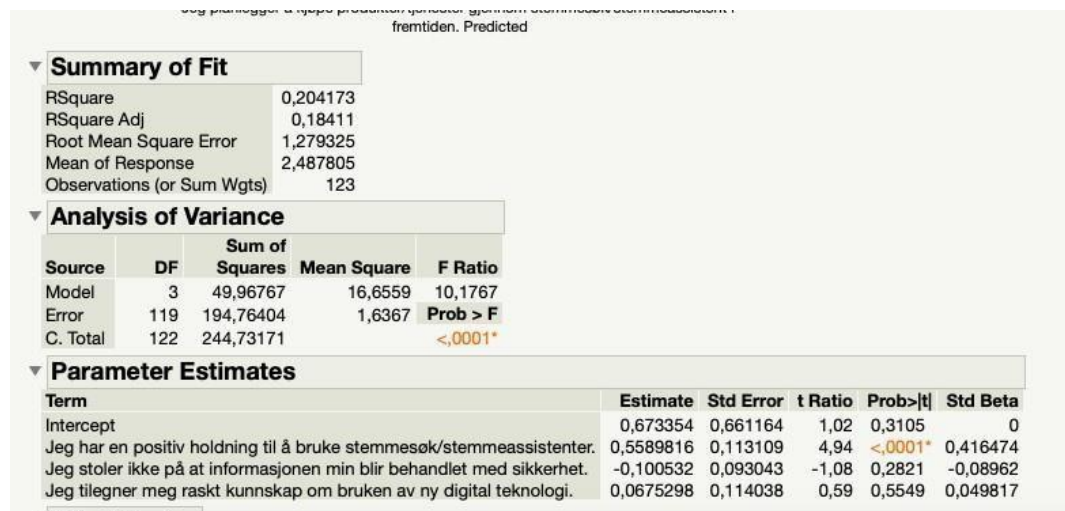 fremtiden. Predicted
Summary of Fit
RSquare 0,204173
RSquare Adj 0,18411
Root Mean Square Error 1,279325
Mean of Response 2,487805
Observations (or Sum Wgts) 123
Analysis of Variance
Sum of
Source DF Squares Mean Square F Ratio
Model 3 49,96767 16,6559 10,1767
Error 119 194,76404 1,6367 Prob > F
C. Total 122 244,73171 <,0001*
Parameter Estimates
Term Estimate Std Error t Ratio Prob>|t| Std Beta
Intercept 0,673354 0,661164 1,02 0,3105 0
Jeg har en positiv holdning til å bruke stemmesøk/stemmeassistenter. 0,5589816 0,113109 4,94 <,0001* 0,416474
Jeg stoler ikke på at informasjonen min blir behandlet med sikkerhet. -0,100532 0,093043 -1,08 0,2821 -0,08962
Jeg tilegner meg raskt kunnskap om bruken av ny digital teknologi. 0,0675298 0,114038 0,59 0,5549 0,049817